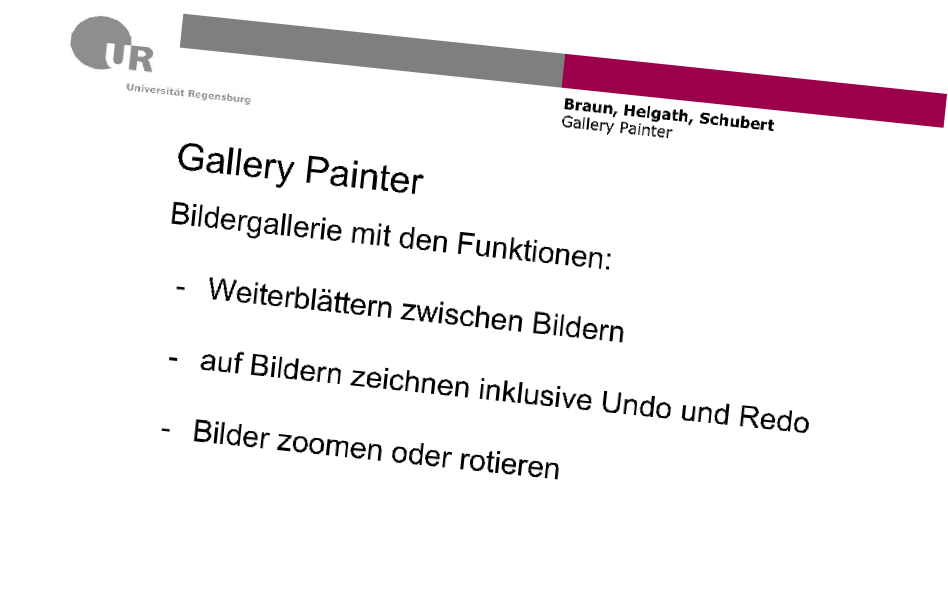 UR
Universität Regensburg
Braun, Helgath, Schubert
Gallery Painter
Gallery Painter
Bildergallerie mit den Funktionen:
- Weiterblättern zwischen Bildern
- auf Bildern zeichnen inklusive Undo und Redo
- Bilder zoomen oder rotieren